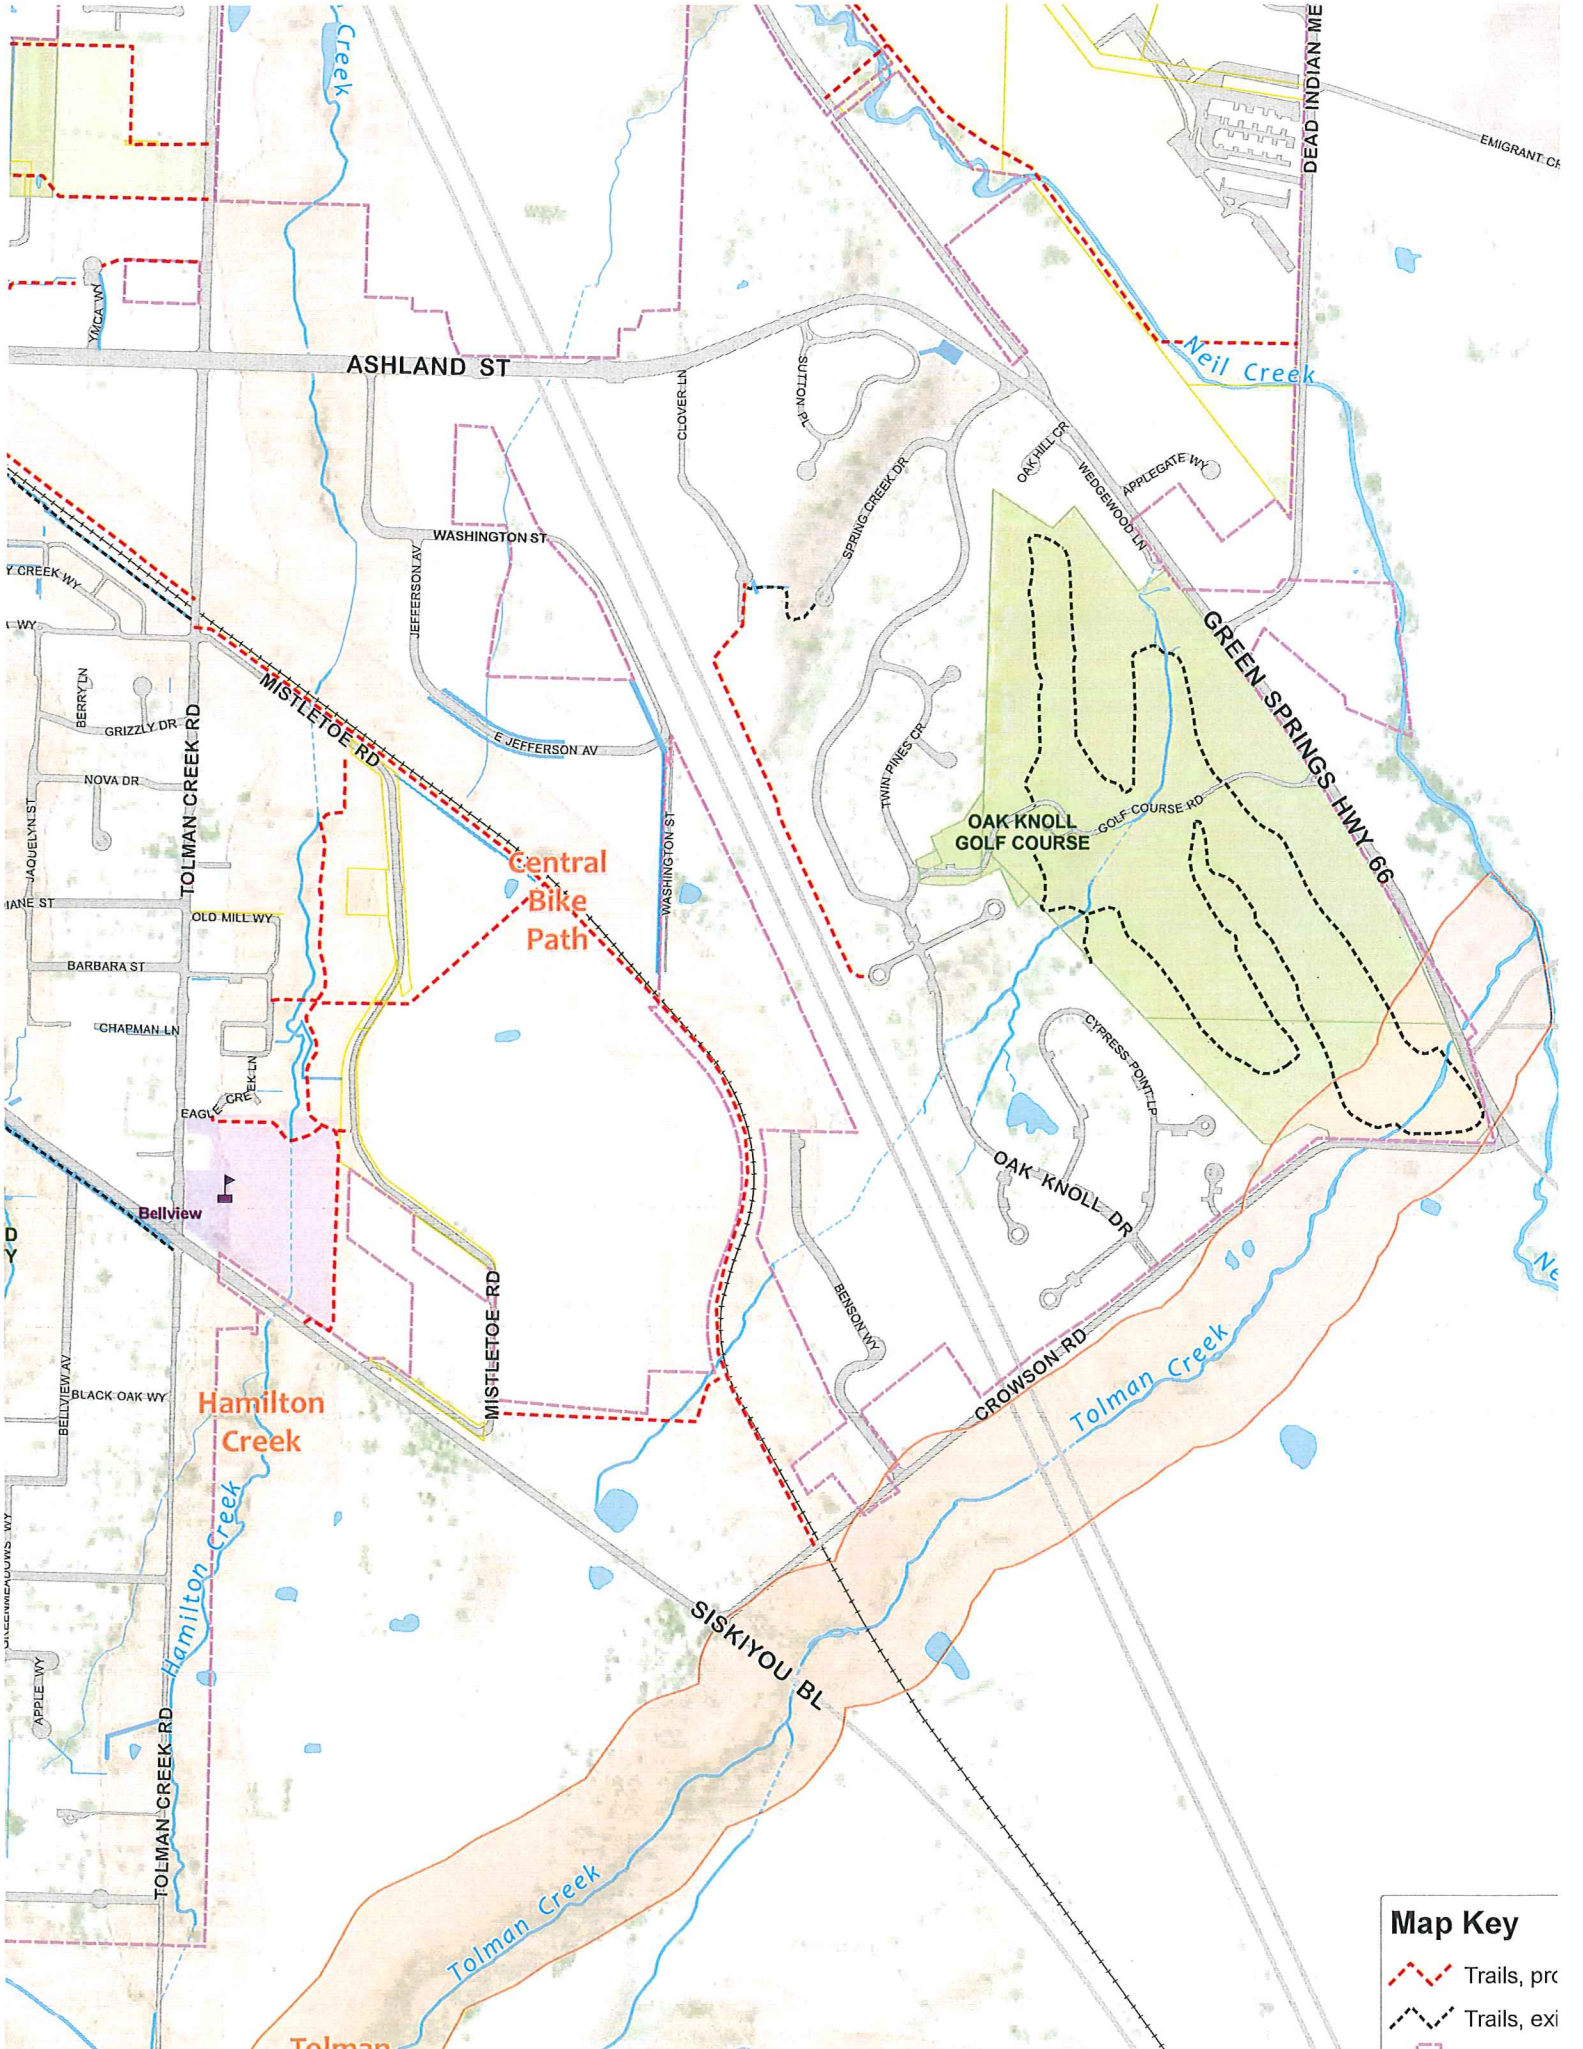 Creek
DEAD INDIAN ME
EMIGRANT CR
YMCA WY
ASHLAND ST
CLOVER LN
SUTTON PL
Neil Creek
OAK HILL CR
WEDGEWOOD LN
APPLEGATE WY
SPRING CREEK DR
WASHINGTON ST
JEFFERSON AV
Y CREEK WY
WY
BERRY LN
GRIZZLY DR
NOVA DR
TOLMAN CREEK RD
MISTLETOE RD
E JEFFERSON AV
GREEN SPRINGS HWY 66
TWIN PINES CR
GOLF COURSE RD
OAK KNOLL
GOLF COURSE
JAQUELYN ST
Central
Bike
Path
WASHINGTON ST
IANE ST
OLD MILL WY
BARBARA ST
CHAPMAN LN
EAGLE CREEK LN
CYPRESS POINT LP
OAK KNOLL DR
Bellview
D
Y
Ne
MISTLETOE RD
BENSON WY
CROWSON RD
Tolman Creek
BELLVIEW AV
BLACK OAK WY
Hamilton
Creek
Hamilton Creek
GREENMEADOWS WY
SISKIYOU BL
APPLE WY
TOLMAN CREEK RD
Tolman Creek
Tolman
Map Key
Trails, pro
Trails, exi